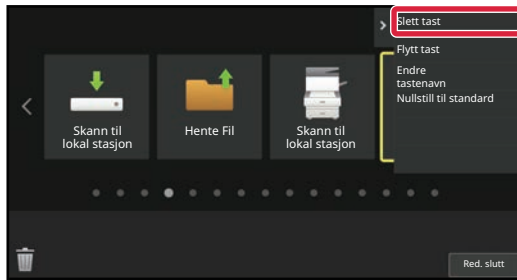 Slett tast
Flytt tast
Endre
tastenavn
Nullstill til standard
Skann til
lokal stasjon
Hente Fil
Skann til
lokal stasjon
Red. slutt